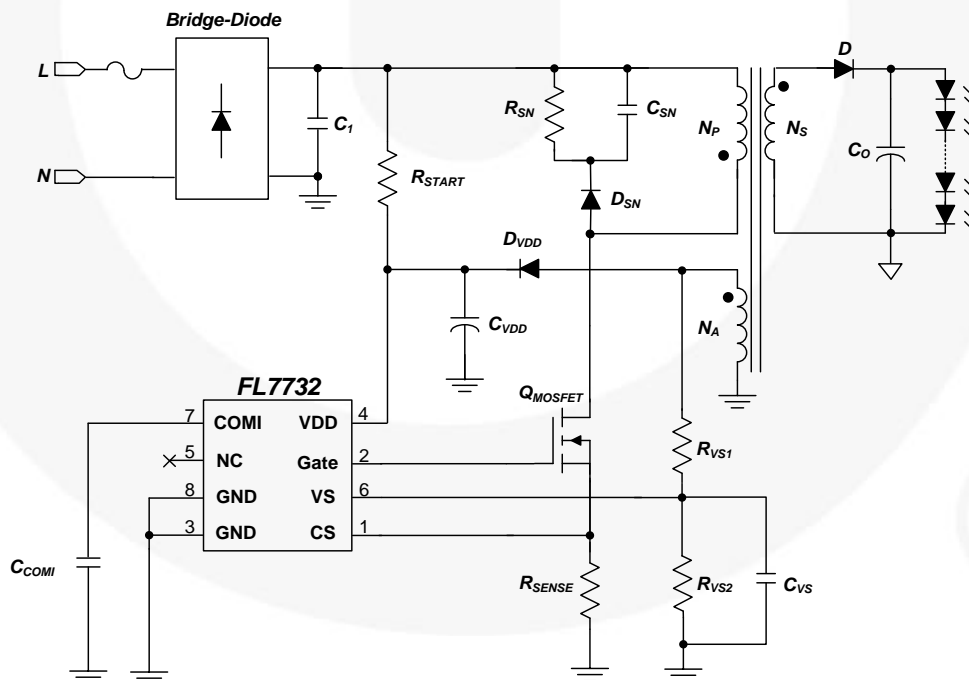 Bridge-Diode
L
N
C1
RSTART
RSN
CSN
DSN
NP
NS
D
CO
DVDD
CVDD
NA
FL7732
QMOSFET
7 COMI VDD 4
5 NC Gate 2
8 GND VS 6
3 GND CS 1
RVS1
CCOMI
RSENSE
RVS2
CVS